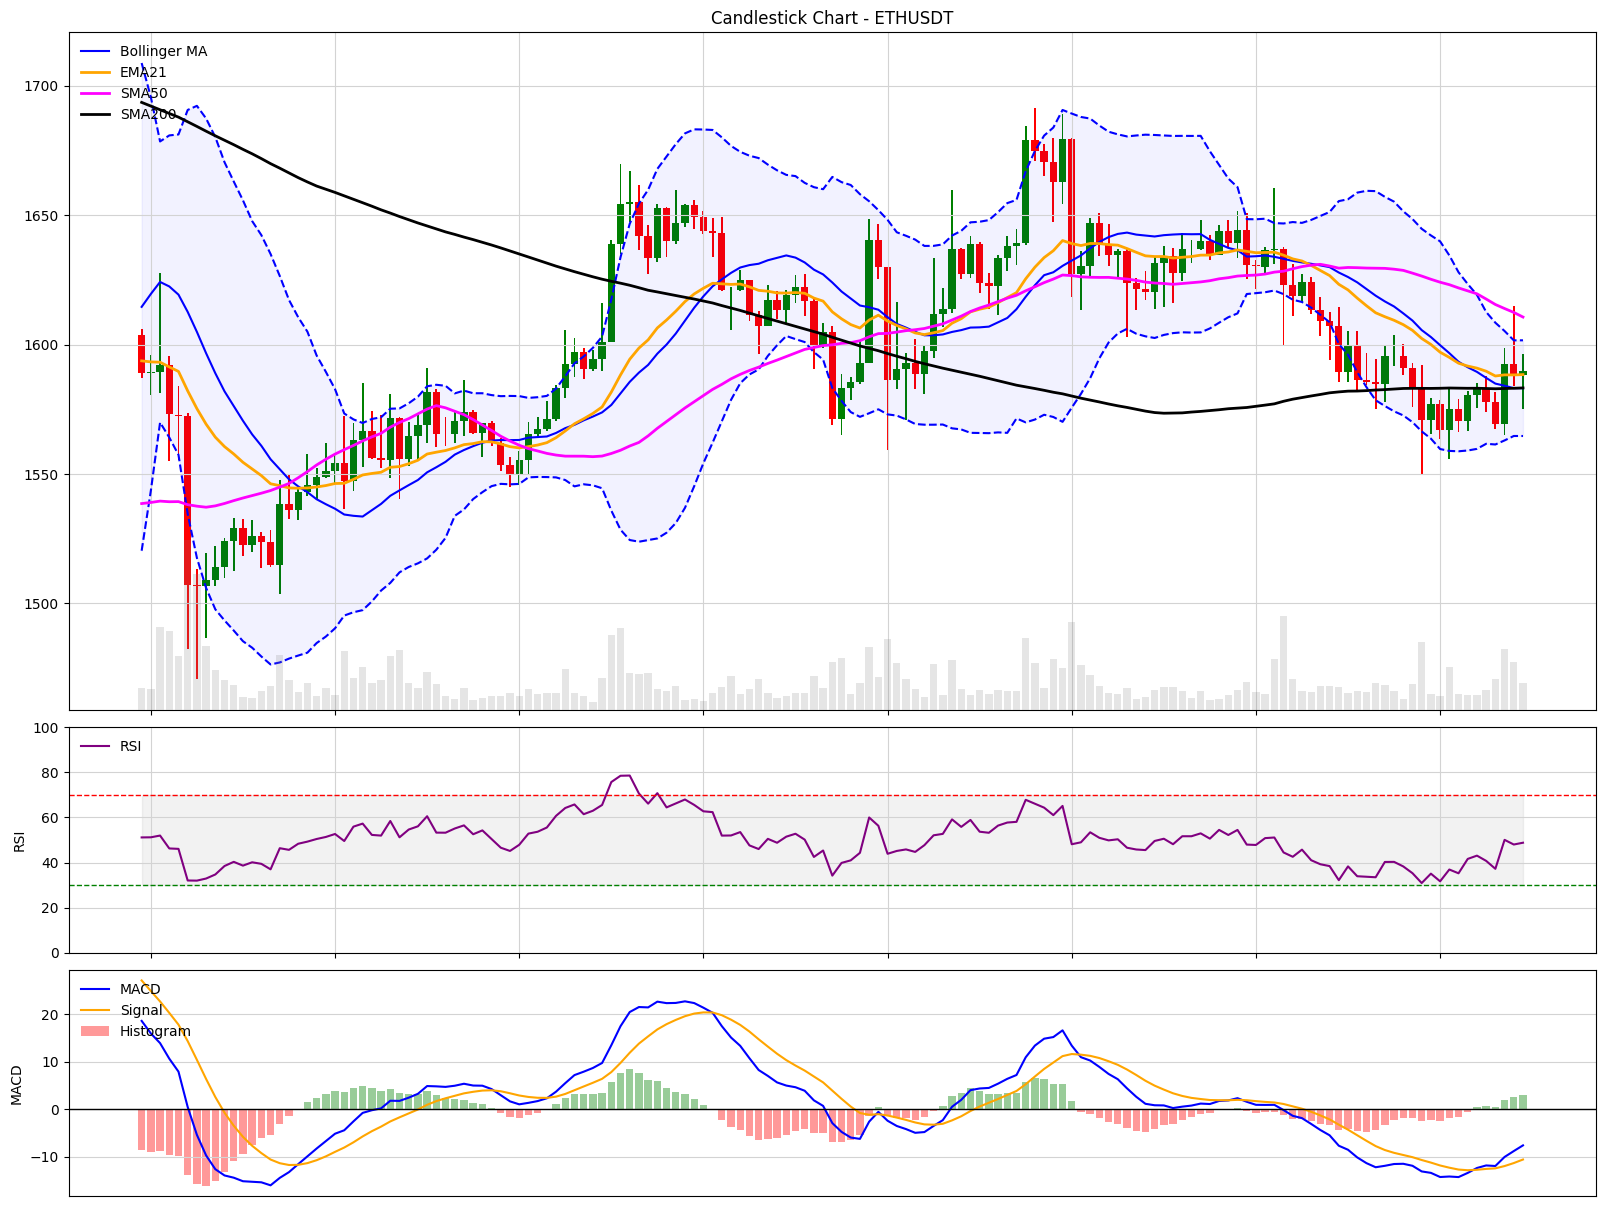 Candlestick Chart - ETHUSDT
Bollinger MA
EMA21
SMA50
SMA200
1700
1650
1600
1550
1500
RSI
100
80
60
40
20
0
RSI
MACD
Signal
Histogram
20
10
0
−10
MACD